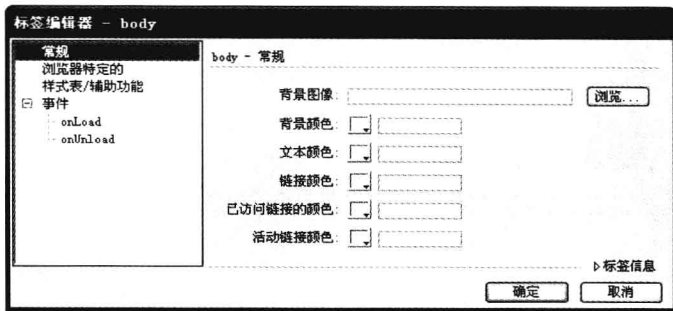 标签编辑器 - body
常规
浏览器特定的
样式表/辅助功能
事件
onLoad
onUnload
body - 常规
背景图像:
浏览...
背景颜色:
文本颜色:
链接颜色:
已访问链接的颜色:
活动链接颜色:
标签信息
确定
取消